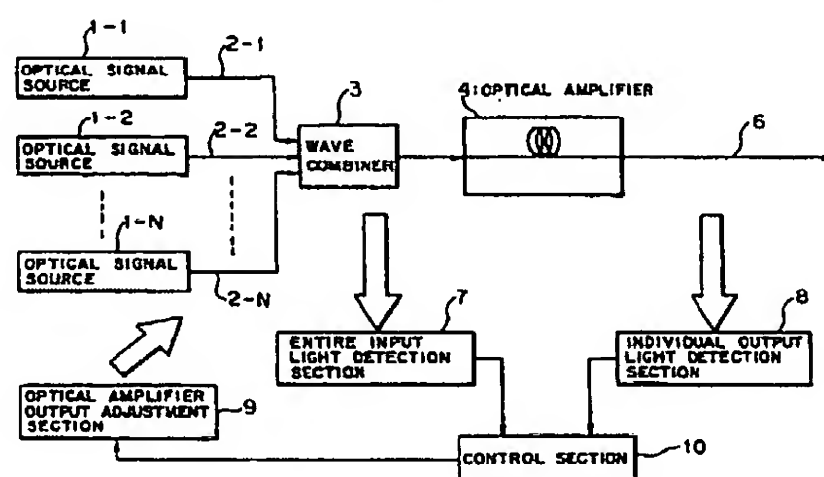 1-1
OPTICAL SIGNAL
SOURCE
2-1
1-2
OPTICAL SIGNAL
SOURCE
2-2
3
WAVE
COMBINER
4:OPTICAL AMPLIFIER
6
1-N
OPTICAL SIGNAL
SOURCE
2-N
7
ENTIRE INPUT
LIGHT DETECTION
SECTION
8
INDIVIDUAL OUTPUT
LIGHT DETECTION
SECTION
OPTICAL AMPLIFIER
OUTPUT ADJUSTMENT
SECTION
9
CONTROL SECTION
10